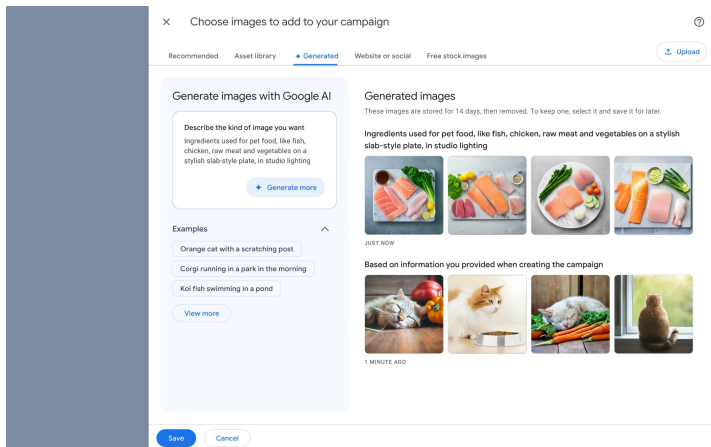 Choose images to add to your campaign
Recommended
Asset library
Generated
Website or social
Free stock images
Upload
Generate images with Google AI
Describe the kind of image you want
Ingredients used for pet food, like fish,
chicken, raw meat and vegetables on a
stylish slab-style plate, in studio lighting
Generate more
Examples
Orange cat with a scratching post
Corgi running in a park in the morning
Koi fish swimming in a pond
View more
Generated images
These images are stored for 14 days, then removed. To keep one, select it and save it for later.
Ingredients used for pet food, like fish, chicken, raw meat and vegetables on a stylish
slab-style plate, in studio lighting
JUST NOW
Based on information you provided when creating the campaign
1 MINUTE AGO
Save
Cancel